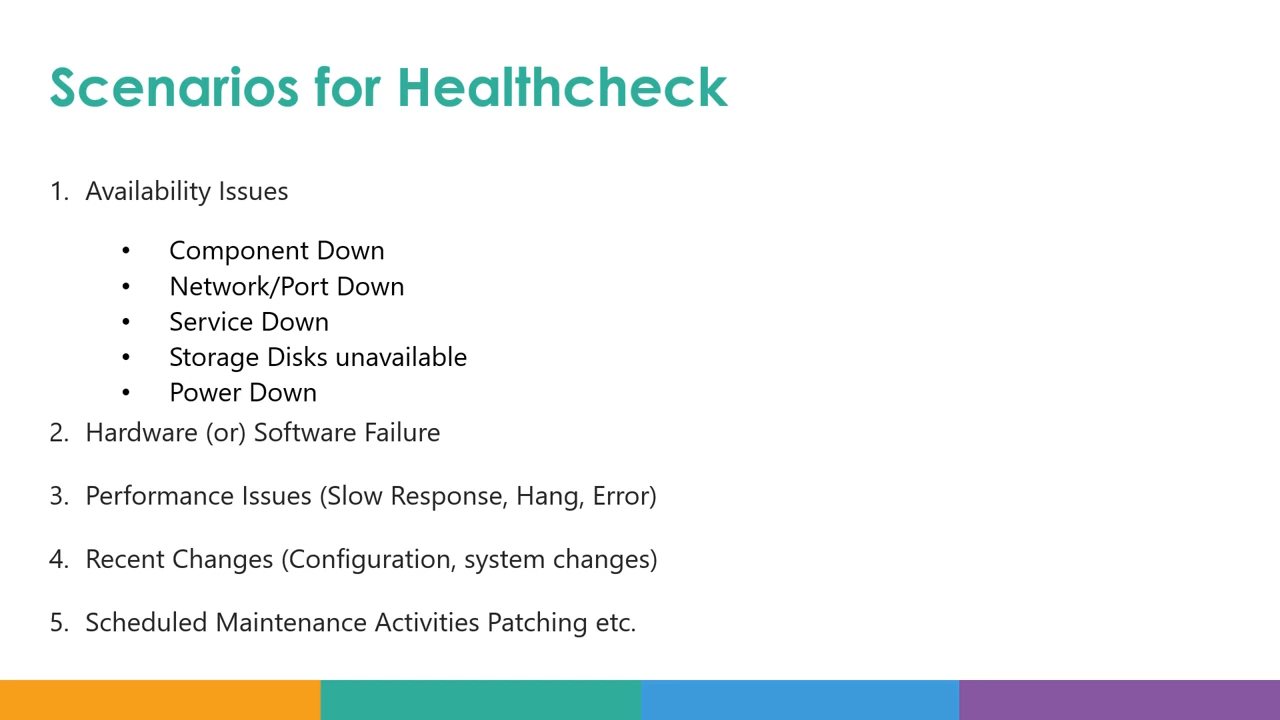 Scenarios for Healthcheck
1. Availability Issues
• Component Down
• Network/Port Down
• Service Down
• Storage Disks unavailable
• Power Down
2. Hardware (or) Software Failure
3. Performance Issues (Slow Response, Hang, Error)
4. Recent Changes (Configuration, system changes)
5. Scheduled Maintenance Activities Patching etc.